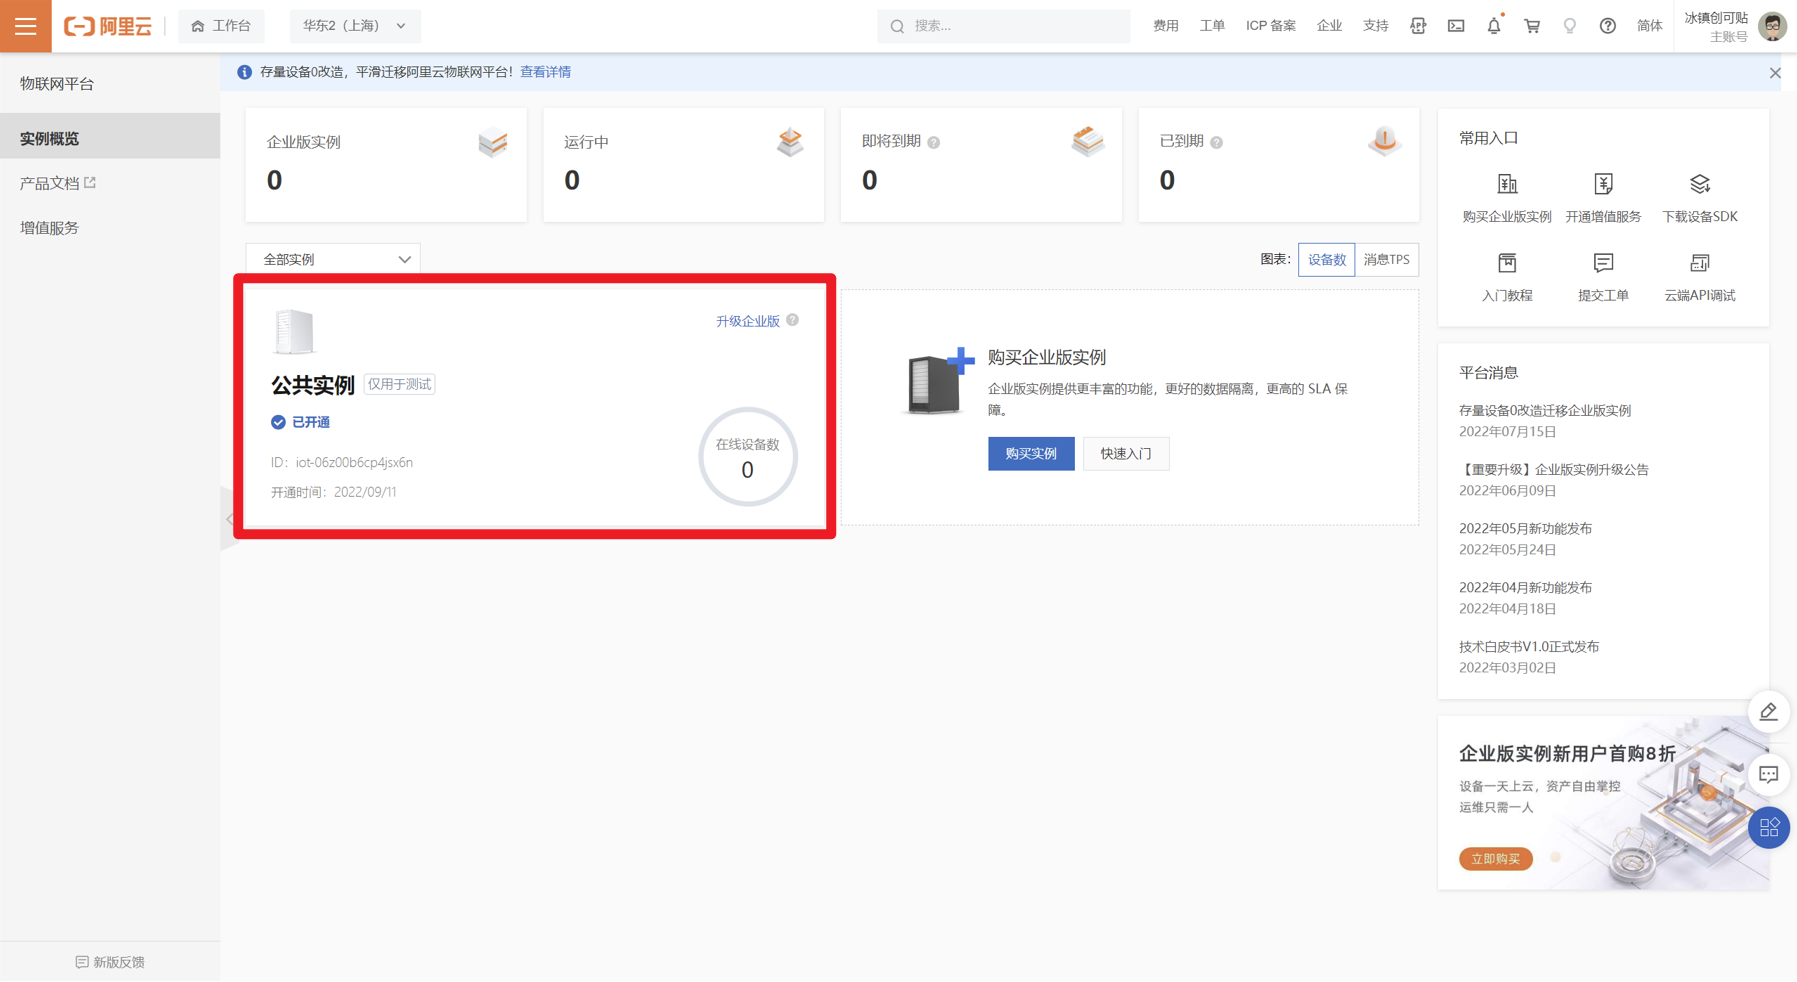 阿里云
工作台
华东2（上海）
搜索...
费用
工单
ICP 备案
企业
支持
简体
冰镇创可贴
主账号
物联网平台
实例概览
产品文档
增值服务
新版反馈
存量设备0改造，平滑迁移阿里云物联网平台！ 查看详情
企业版实例
0
运行中
0
即将到期
0
已到期
0
全部实例
图表：
设备数
消息TPS
升级企业版
公共实例
仅用于测试
已开通
ID： iot-06z00b6cp4jsx6n
开通时间： 2022/09/11
在线设备数
0
购买企业版实例
企业版实例提供更丰富的功能，更好的数据隔离，更高的 SLA 保
障。
购买实例
快速入门
常用入口
购买企业版实例
开通增值服务
下载设备SDK
入门教程
提交工单
云端API调试
平台消息
存量设备0改造迁移企业版实例
2022年07月15日
【重要升级】企业版实例升级公告
2022年06月09日
2022年05月新功能发布
2022年05月24日
2022年04月新功能发布
2022年04月18日
技术白皮书V1.0正式发布
2022年03月02日
企业版实例新用户首购8折
设备一天上云，资产自由掌控
运维只需一人
立即购买